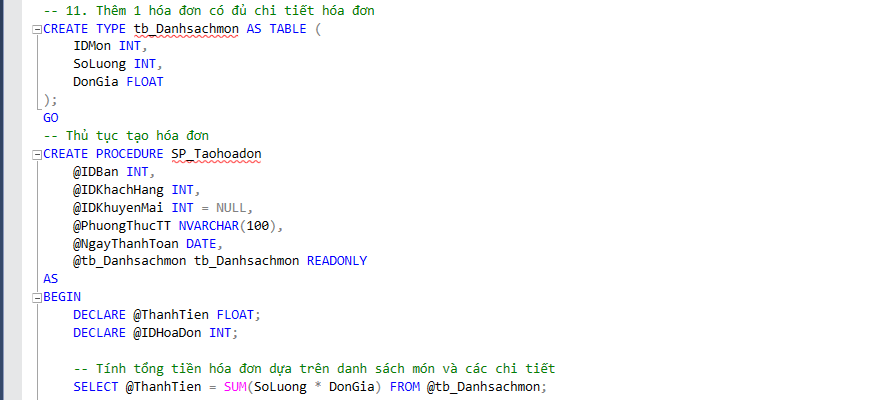 -- 11. Thêm 1 hóa đơn có đủ chi tiết hóa đơn
CREATE TYPE tb_Danhsachmon AS TABLE (
    IDMon INT,
    SoLuong INT,
    DonGia FLOAT
);
GO
-- Thủ tục tạo hóa đơn
CREATE PROCEDURE SP_Taohoadon
    @IDBan INT,
    @IDKhachHang INT,
    @IDKhuyenMai INT = NULL,
    @PhuongThucTT NVARCHAR(100),
    @NgayThanhToan DATE,
    @tb_Danhsachmon tb_Danhsachmon READONLY
AS
BEGIN
    DECLARE @ThanhTien FLOAT;
    DECLARE @IDHoaDon INT;
    -- Tính tổng tiền hóa đơn dựa trên danh sách món và các chi tiết
    SELECT @ThanhTien = SUM(SoLuong * DonGia) FROM @tb_Danhsachmon;